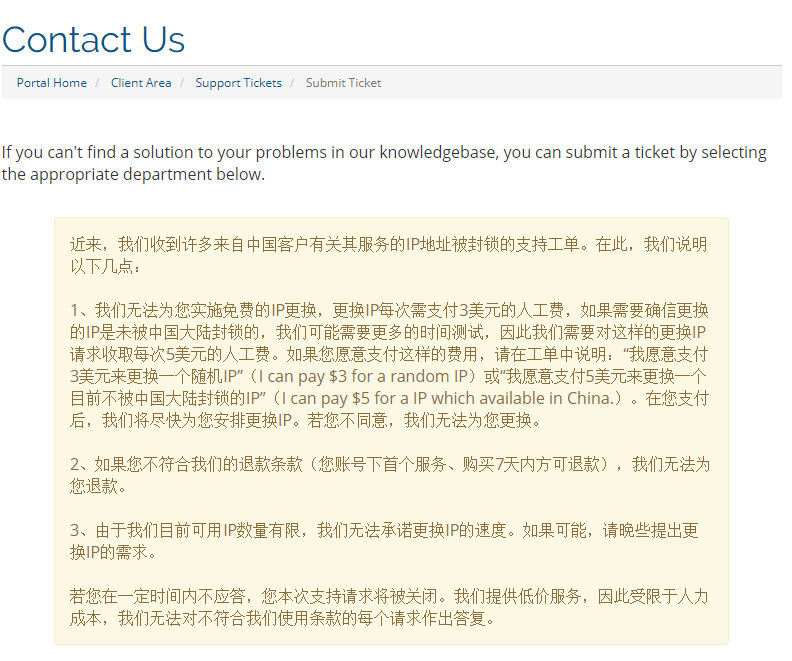 Contact Us
Portal Home / Client Area / Support Tickets / Submit Ticket
If you can't find a solution to your problems in our knowledgebase, you can submit a ticket by selecting
the appropriate department below.
近来，我们收到许多来自中国客户有关其服务的IP地址被封锁的支持工单。在此，我们说明
以下几点：
1、我们无法为您实施免费的IP更换，更换IP每次需支付3美元的人工费，如果需要确信更换
的IP是未被中国大陆封锁的，我们可能需要更多的时间测试，因此我们需要对这样的更换IP
请求收取每次5美元的人工费。如果您愿意支付这样的费用，请在工单中说明：“我愿意支付
3美元来更换一个随机IP”（I can pay $3 for a random IP）或“我愿意支付5美元来更换一个
目前不被中国大陆封锁的IP”（I can pay $5 for a IP which available in China.）。在您支付
后，我们将尽快为您安排更换IP。若您不同意，我们无法为您更换。
2、如果您不符合我们的退款条款（您账号下首个服务、购买7天内方可退款），我们无法为
您退款。
3、由于我们目前可用IP数量有限，我们无法承诺更换IP的速度。如果可能，请晚些提出更
换IP的需求。
若您在一定时间内不应答，您本次支持请求将被关闭。我们提供低价服务，因此受限于人力
成本，我们无法对不符合我们使用条款的每个请求作出答复。